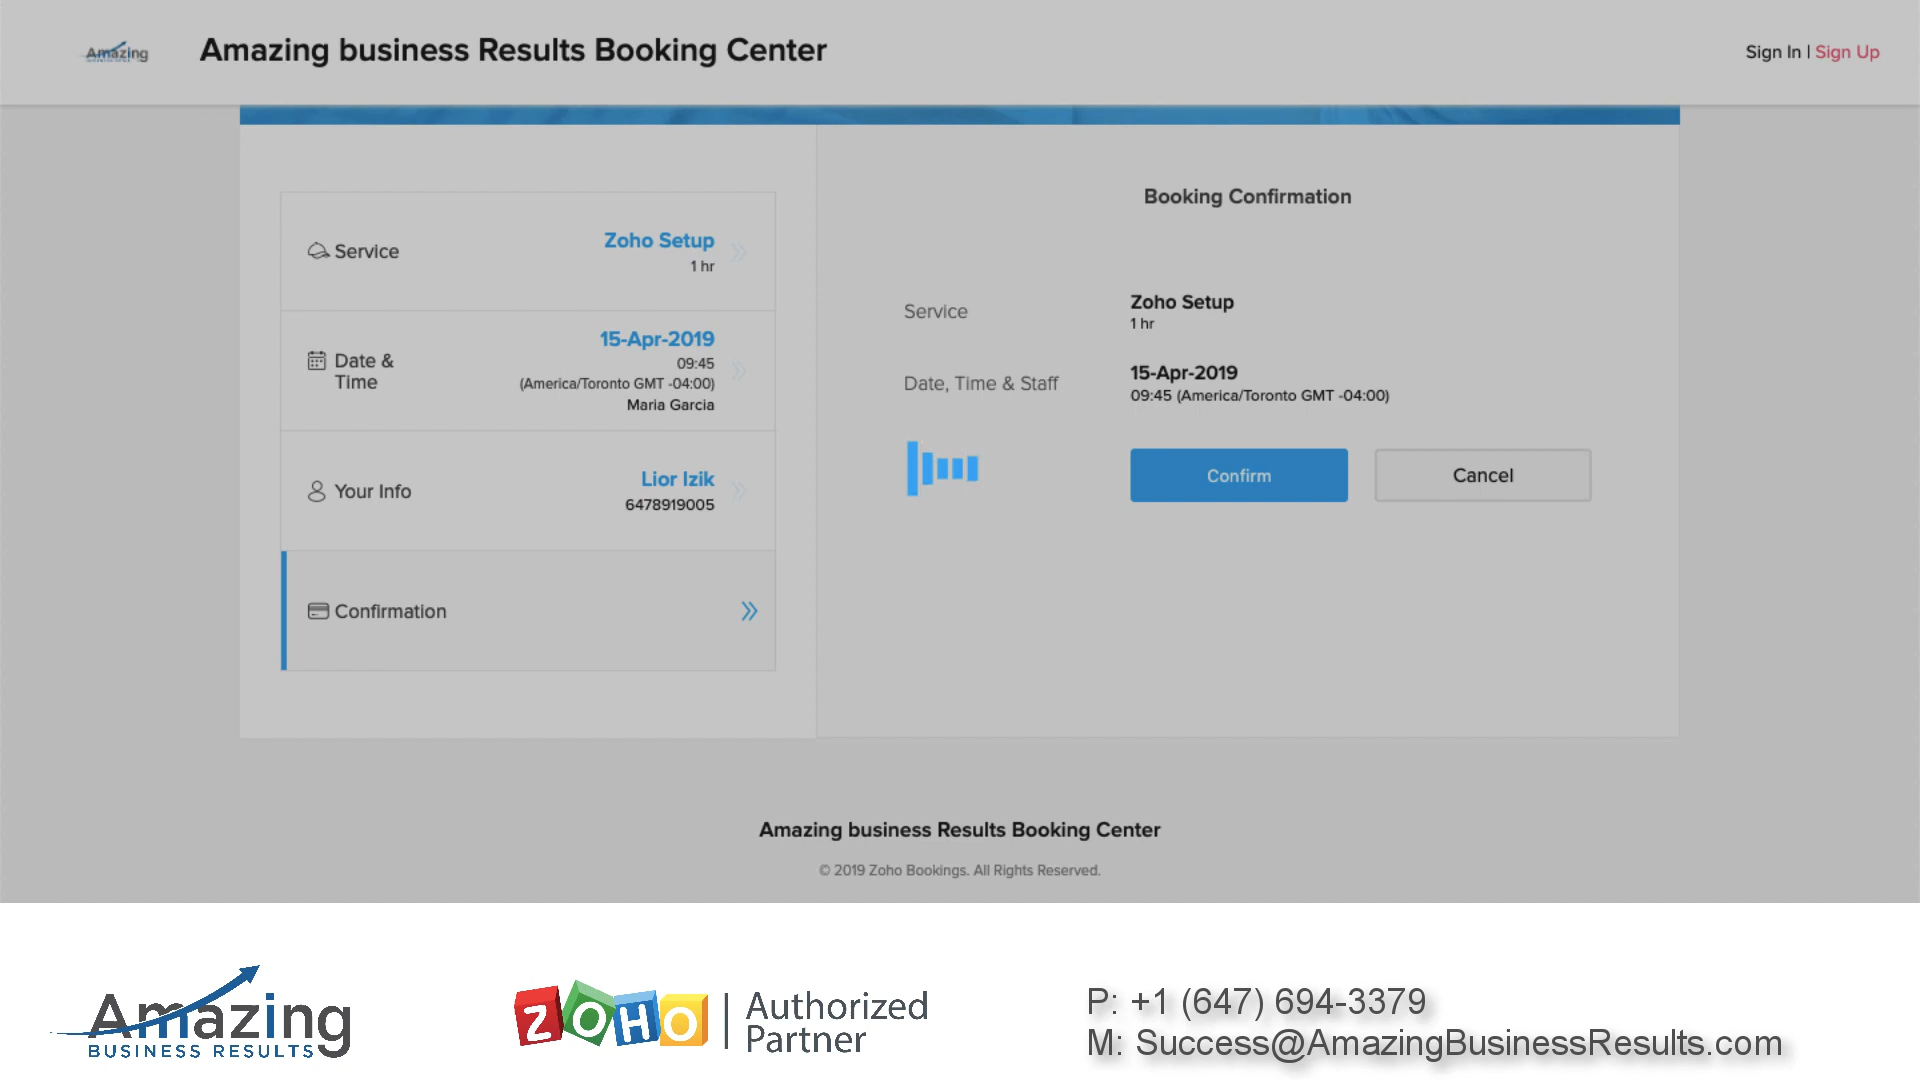 Amazing
Amazing business Results Booking Center
Sign In | Sign Up
Service
Zoho Setup
1 hr
Date &
Time
15-Apr-2019
09:45
(America/Toronto GMT -04:00)
Maria Garcia
Your Info
Lior Izik
6478919005
Confirmation
Booking Confirmation
Service
Zoho Setup
1 hr
Date, Time & Staff
15-Apr-2019
09:45 (America/Toronto GMT -04:00)
Confirm
Cancel
Amazing business Results Booking Center
© 2019 Zoho Bookings. All Rights Reserved.
Amazing
BUSINESS RESULTS
ZOHO
Authorized
Partner
P: +1 (647) 694-3379
M: Success@AmazingBusinessResults.com